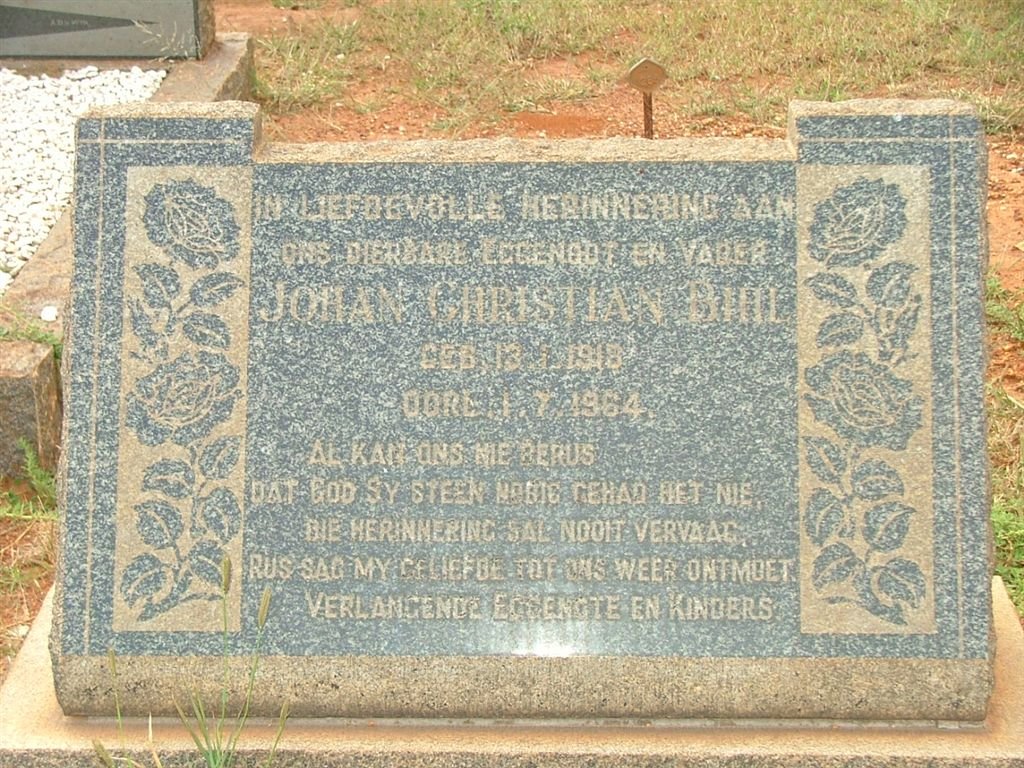 IN LIEFDEVOLLE HERINNERING AAN
ONS DIERBARE EGGENOOT EN VADER
JOHAN CHRISTIAN BIHL
GEB. 13.1.1918
OORL. 1.7.1964.
AL KAN ONS NIE BERUS
DAT GOD SY STEEN NODIG GEHAD HET NIE,
DIE HERINNERING SAL NOOIT VERVAAG,
RUS SAG MY GELIEFDE TOT ONS WEER ONTMOET.
VERLANGENDE EGGENOTE EN KINDERS